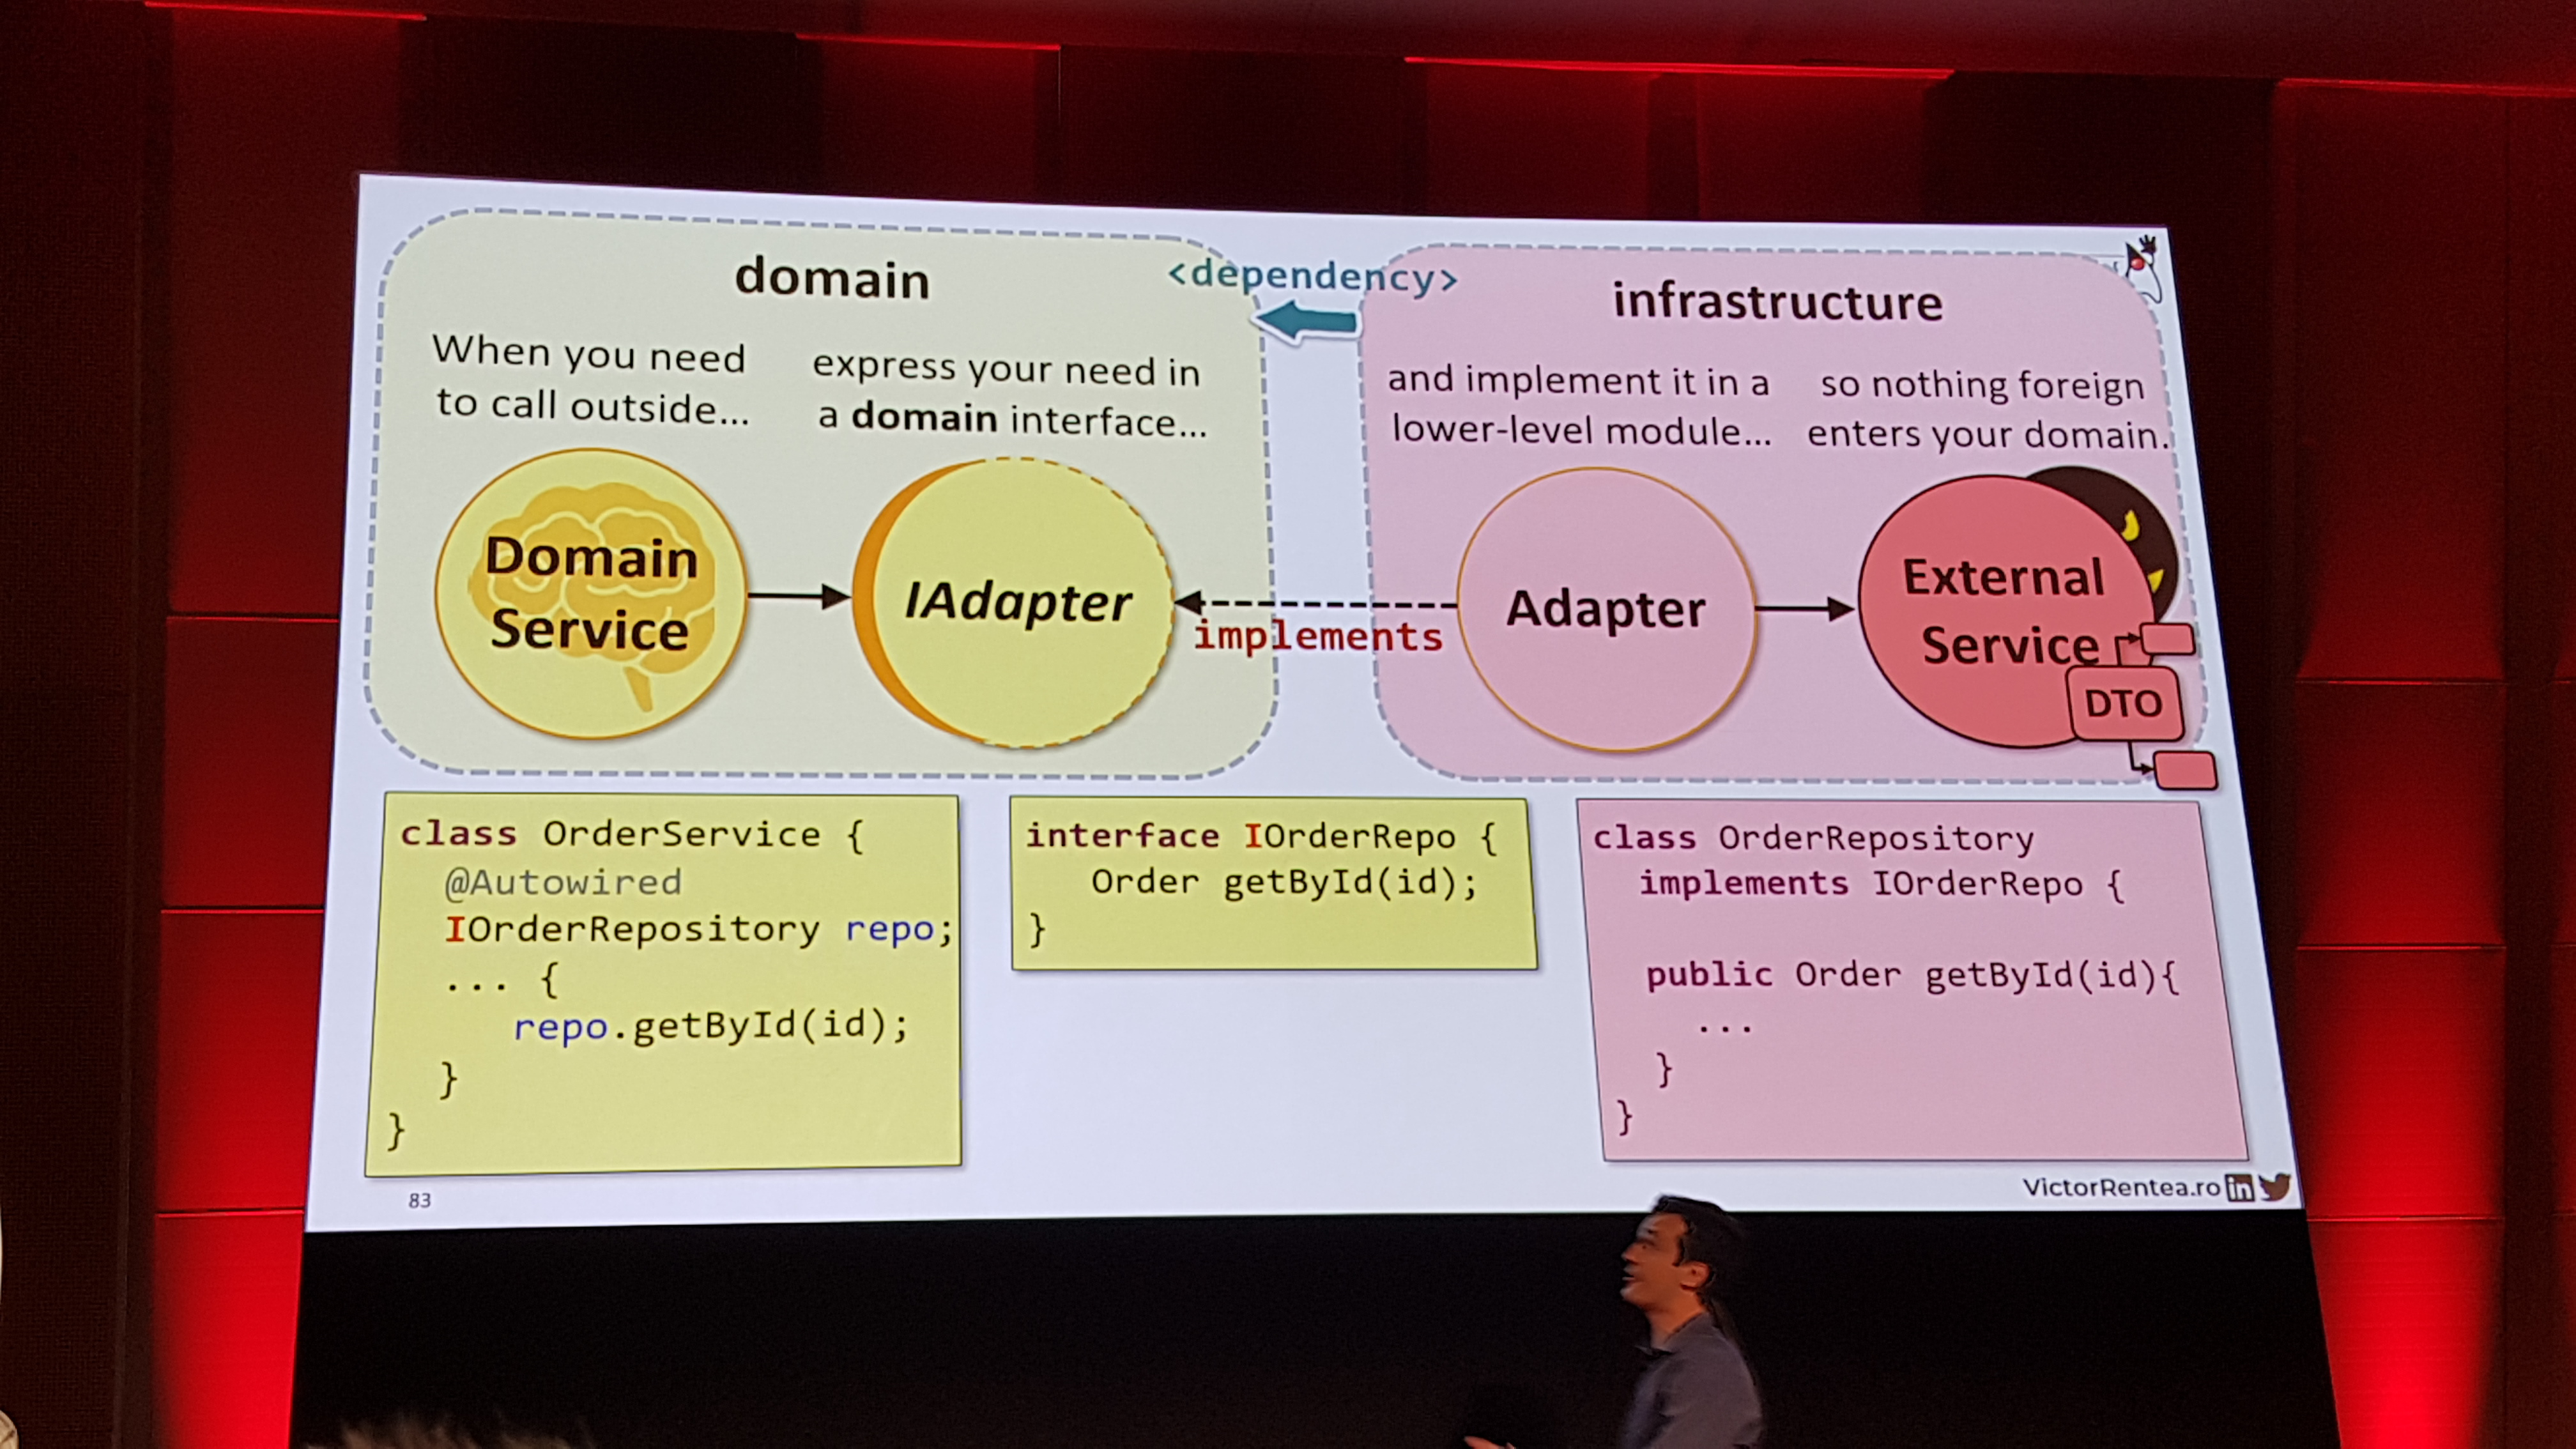 domain
<dependency>
infrastructure
When you need
to call outside...
express your need in
a domain interface...
and implement it in a
lower-level module...
so nothing foreign
enters your domain.
Domain
Service
IAdapter
implements
Adapter
External
Service
DTO
class OrderService {
@Autowired
IOrderRepository repo;
... {
repo.getById(id);
}
}
interface IOrderRepo {
Order getById(id);
}
class OrderRepository
implements IOrderRepo {
public Order getById(id){
...
}
}
83
VictorRentea.ro
in